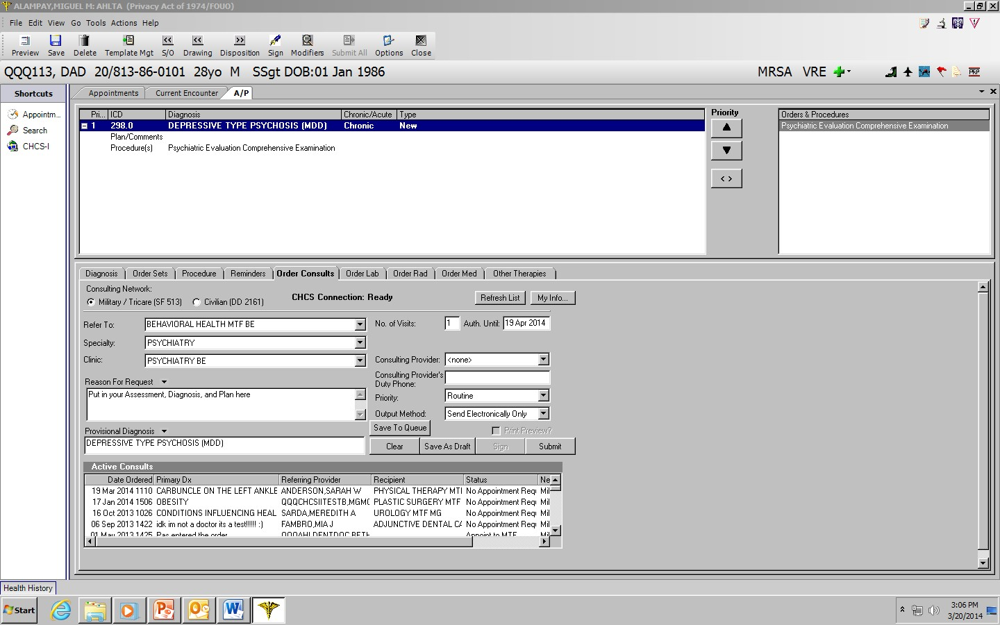 ALAMPAY,MIGUEL M: AHLTA (Privacy Act of 1974/FOUO)
File Edit View Go Tools Actions Help
Preview Save Delete Template Mgt S/O Drawing Disposition Sign Modifiers Submit All Options Close
QQQ113, DAD 20/813-86-0101 28yo M SSgt DOB:01 Jan 1986 MRSA VRE
Shortcuts
Appointm...
Search
CHCS-I
Appointments Current Encounter A/P
Pri... ICD Diagnosis Chronic/Acute Type
1 298.0 DEPRESSIVE TYPE PSYCHOSIS (MDD) Chronic New
Plan/Comments
Procedure(s) Psychiatric Evaluation Comprehensive Examination
Priority
< >
Orders & Procedures
Psychiatric Evaluation Comprehensive Examination
Diagnosis Order Sets Procedure Reminders Order Consults Order Lab Order Rad Order Med Other Therapies
Consulting Network:
Military / Tricare (SF 513) Civilian (DD 2161) CHCS Connection: Ready Refresh List My Info...
Refer To: BEHAVIORAL HEALTH MTF BE No. of Visits: 1 Auth. Until: 19 Apr 2014
Specialty: PSYCHIATRY
Clinic: PSYCHIATRY BE Consulting Provider: <none>
Consulting Provider's Duty Phone:
Reason For Request
Put in your Assessment, Diagnosis, and Plan here
Priority: Routine
Output Method: Send Electronically Only
Save To Queue Print Preview?
Provisional Diagnosis
DEPRESSIVE TYPE PSYCHOSIS (MDD)
Clear Save As Draft Sign Submit
Active Consults
Date Ordered Primary Dx Referring Provider Recipient Status Ne
19 Mar 2014 1110 CARBUNCLE ON THE LEFT ANKLE ANDERSON,SARAH W PHYSICAL THERAPY MTI No Appointment Requ Mil
17 Jan 2014 1506 OBESITY QQQCHCSIITESTB,MGMC PLASTIC SURGERY MTF No Appointment Requ Mil
16 Oct 2013 1026 CONDITIONS INFLUENCING HEAL SARDA,MEREDITH A UROLOGY MTF MG No Appointment Requ Mil
06 Sep 2013 1422 idk im not a doctor its a test!!!!! :) FAMBRO,MIA J ADJUNCTIVE DENTAL CA No Appointment Requ Mil
01 May 2013 1425 Pas entered the order Appoint to MTF Mil
Health History
Start
3:06 PM
3/20/2014